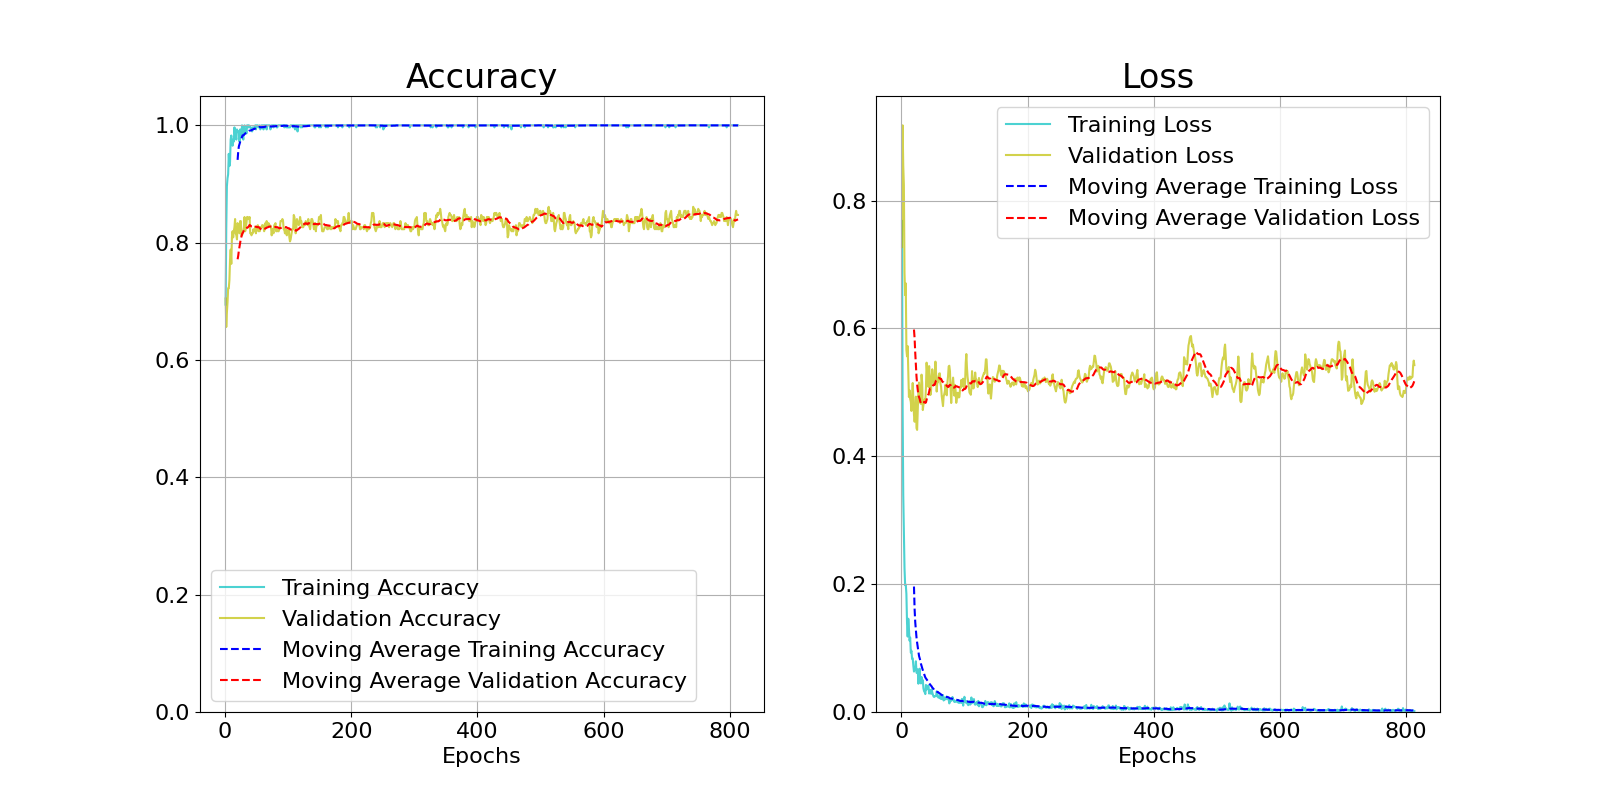 Accuracy
1.0
0.8
0.6
0.4
0.2
0.0
Training Accuracy
Validation Accuracy
Moving Average Training Accuracy
Moving Average Validation Accuracy
0 200 400 600 800
Epochs
Loss
0.8
0.6
0.4
0.2
0.0
Training Loss
Validation Loss
Moving Average Training Loss
Moving Average Validation Loss
0 200 400 600 800
Epochs